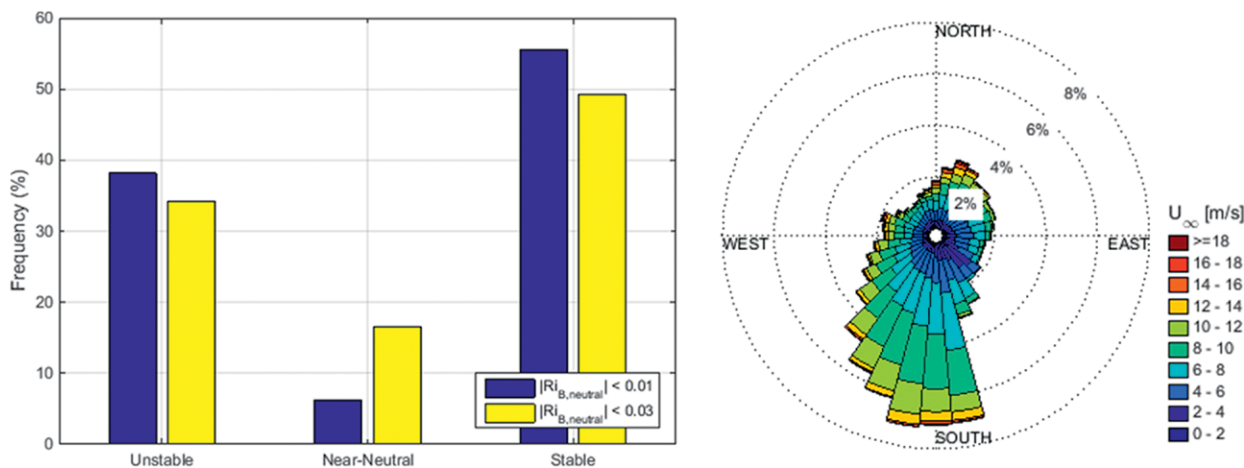 60
50
40
30
20
10
0
Frequency (%)
Unstable
Near-Neutral
Stable
|Ri_B,neutral| < 0.01
|Ri_B,neutral| < 0.03
NORTH
8%
6%
4%
2%
WEST
EAST
SOUTH
U_∞ [m/s]
>=18
16 - 18
14 - 16
12 - 14
10 - 12
8 - 10
6 - 8
4 - 6
2 - 4
0 - 2